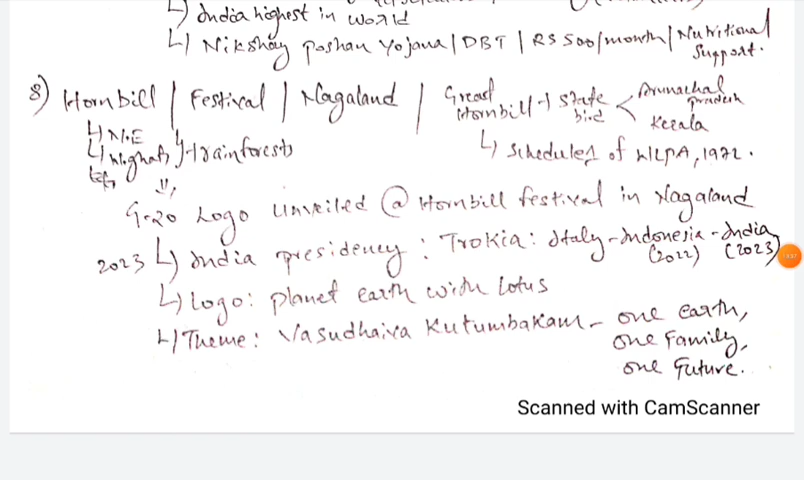 ↳ India highest in World
↳ Nikshay Poshan Yojana | DBT | RS 500/month | Nutritional Support.
8) Hornbill | Festival | Nagaland | Great Hornbill → State bird < Arunachal Pradesh
Kerala
↳ N.E
↳ W.ghats } → rainforests
↳ Schedule1 of WLPA, 1972.
G-20 Logo Unveiled @ Hornbill festival in Nagaland
2023 ↳ India presidency : Trokia : Italy - Indonesia - India
(2022) (2023)
↳ Logo : planet earth with lotus
↳ Theme : Vasudhaiva Kutumbakam - one earth,
one Family,
one Future.
Scanned with CamScanner